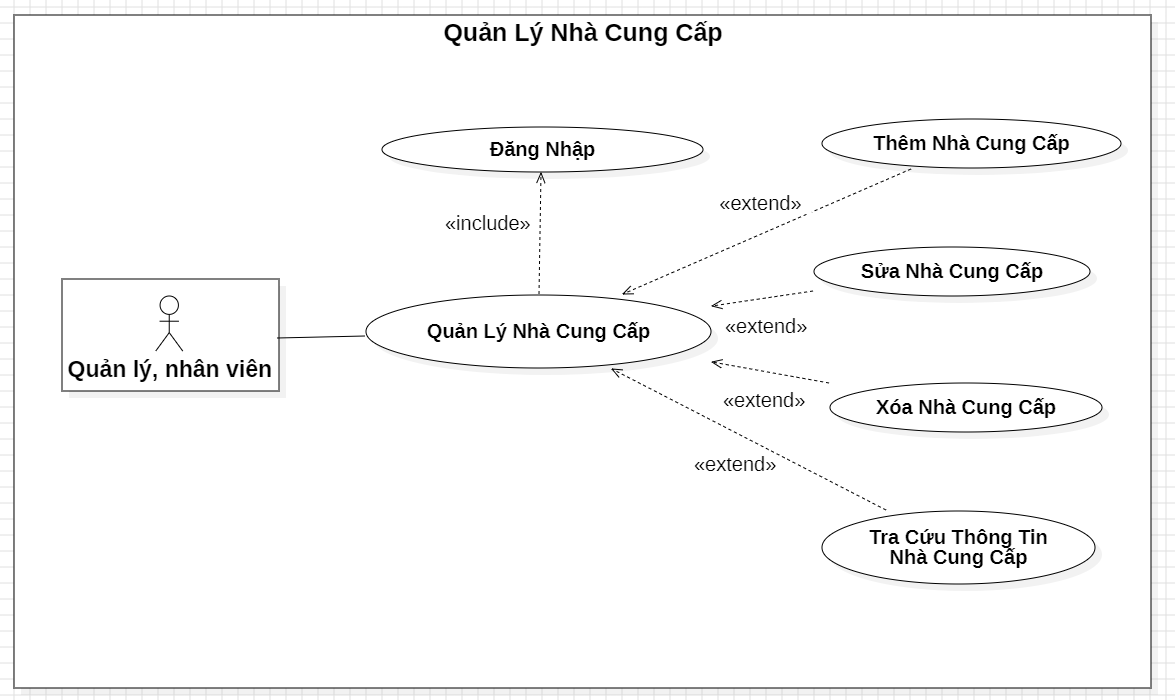 Quản Lý Nhà Cung Cấp
Đăng Nhập
Thêm Nhà Cung Cấp
«extend»
«include»
Sửa Nhà Cung Cấp
«extend»
Quản Lý Nhà Cung Cấp
Quản lý, nhân viên
«extend»
Xóa Nhà Cung Cấp
«extend»
Tra Cứu Thông Tin
Nhà Cung Cấp